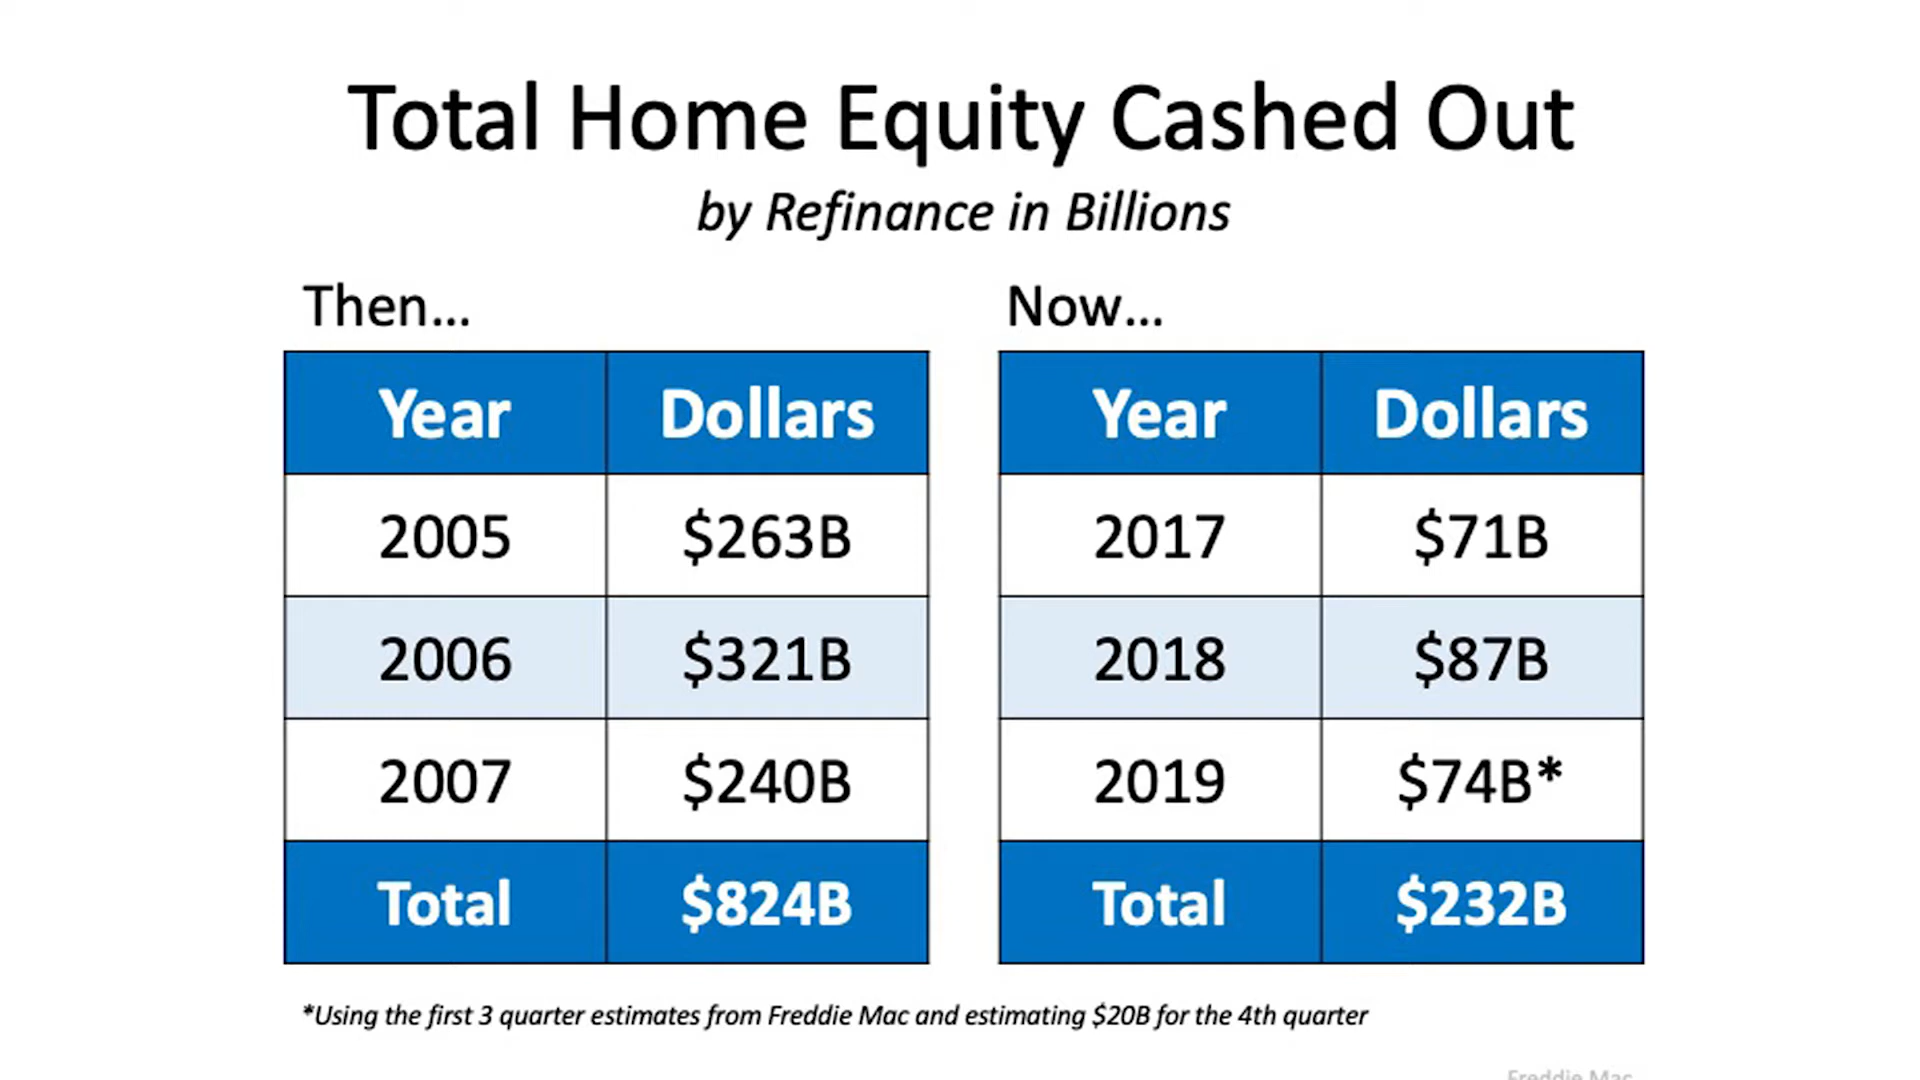 Total Home Equity Cashed Out
by Refinance in Billions
Then...
Year Dollars
2005 $263B
2006 $321B
2007 $240B
Total $824B
Now...
Year Dollars
2017 $71B
2018 $87B
2019 $74B*
Total $232B
*Using the first 3 quarter estimates from Freddie Mac and estimating $20B for the 4th quarter
Freddie Mac